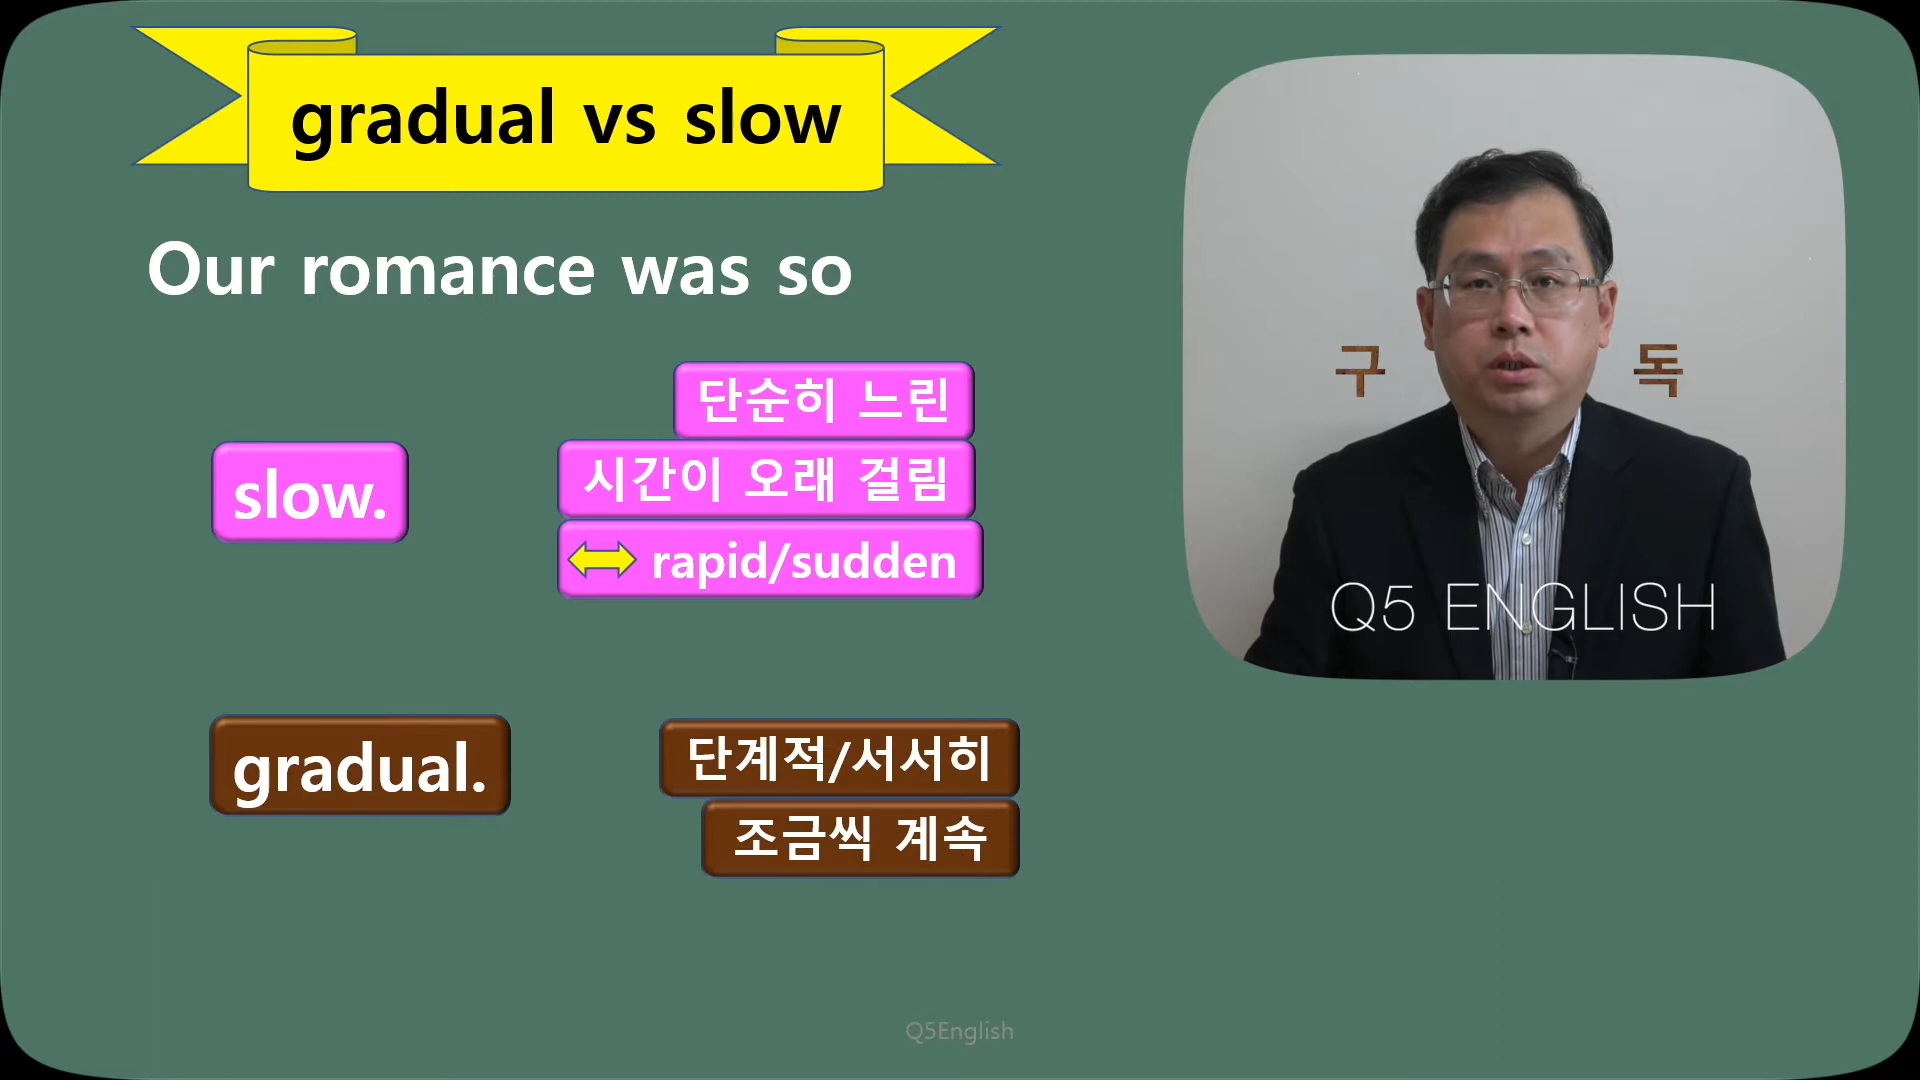 gradual vs slow
Our romance was so
단순히 느린
시간이 오래 걸림
slow.
rapid/sudden
gradual.
단계적/서서히
조금씩 계속
구 독
Q5 ENGLISH
Q5English